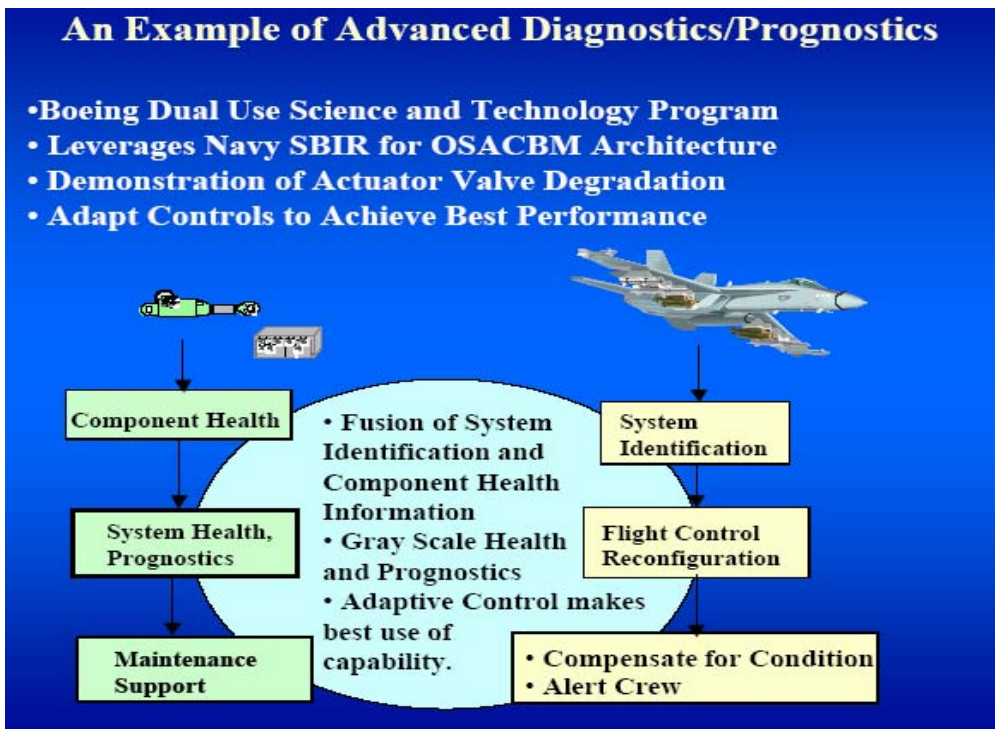 An Example of Advanced Diagnostics/Prognostics
•Boeing Dual Use Science and Technology Program
• Leverages Navy SBIR for OSACBM Architecture
• Demonstration of Actuator Valve Degradation
• Adapt Controls to Achieve Best Performance
Component Health
System Health,
Prognostics
Maintenance
Support
• Fusion of System
Identification and
Component Health
Information
• Gray Scale Health
and Prognostics
• Adaptive Control makes
best use of
capability.
System
Identification
Flight Control
Reconfiguration
• Compensate for Condition
• Alert Crew